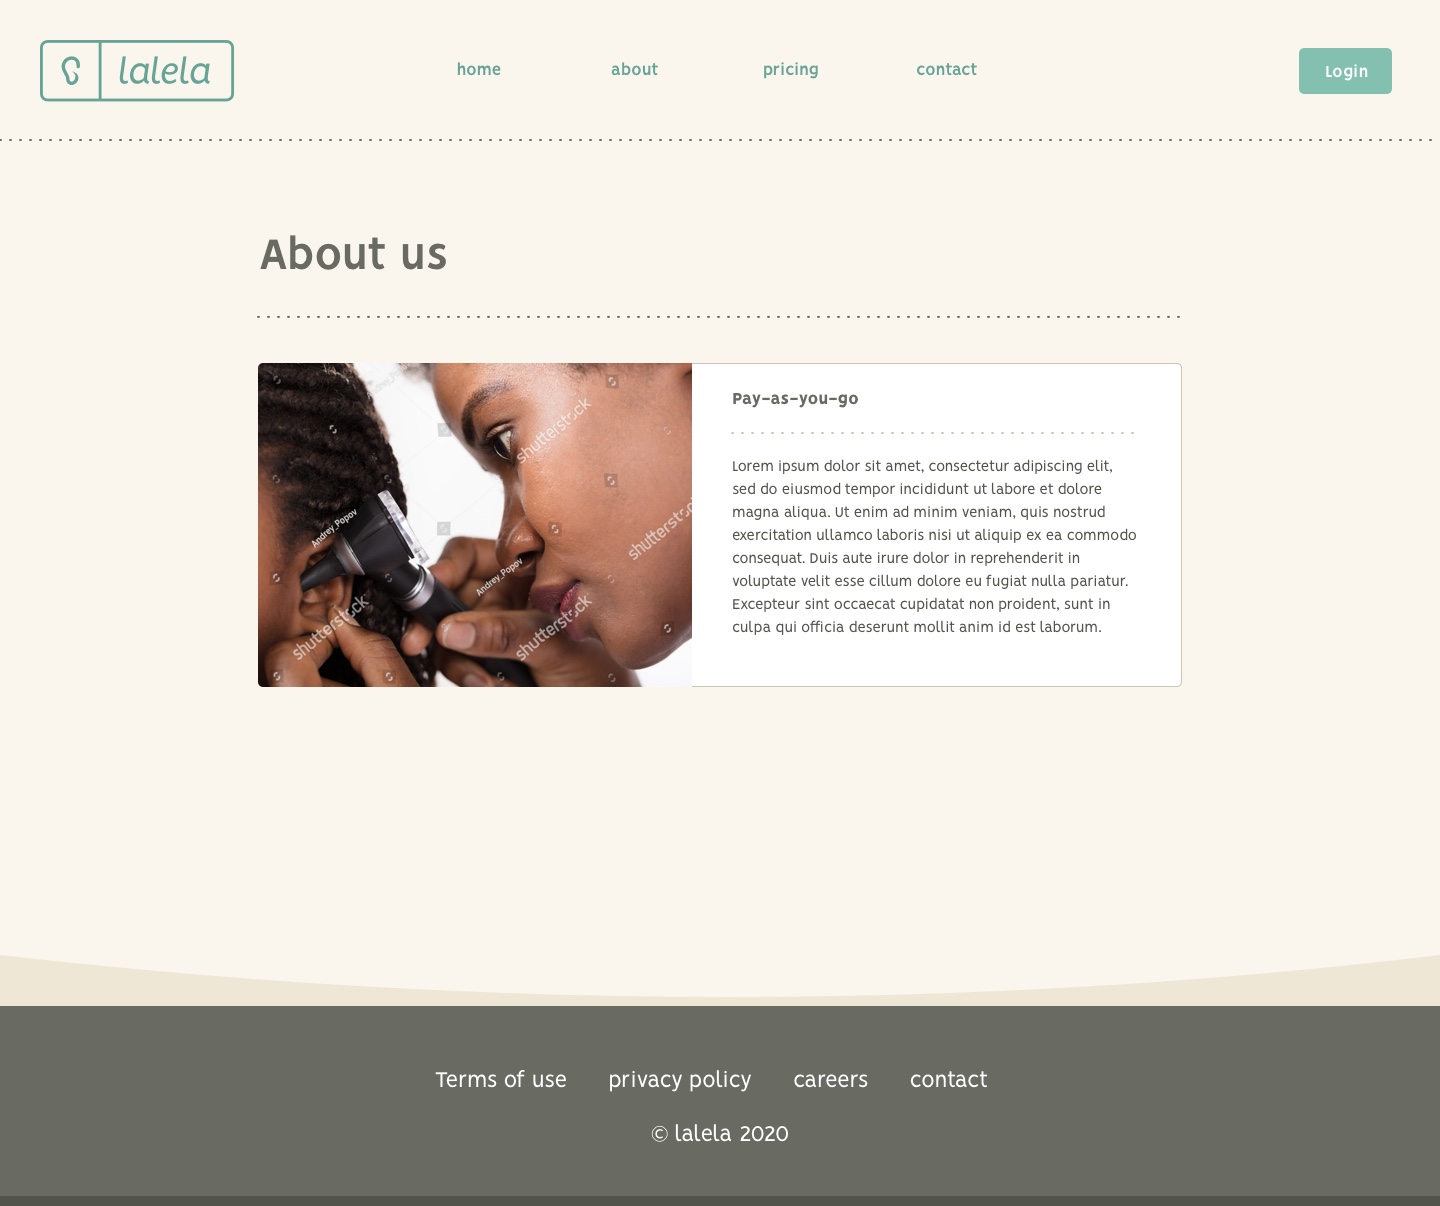 lalela
home about pricing contact
Login
About us
Andrey_Popov
shutterstock
Andrey_Popov
shutterstock
Andrey_Popov
shutterstock
shutterstock
Pay-as-you-go
Lorem ipsum dolor sit amet, consectetur adipiscing elit,
sed do eiusmod tempor incididunt ut labore et dolore
magna aliqua. Ut enim ad minim veniam, quis nostrud
exercitation ullamco laboris nisi ut aliquip ex ea commodo
consequat. Duis aute irure dolor in reprehenderit in
voluptate velit esse cillum dolore eu fugiat nulla pariatur.
Excepteur sint occaecat cupidatat non proident, sunt in
culpa qui officia deserunt mollit anim id est laborum.
Terms of use privacy policy careers contact
© lalela 2020